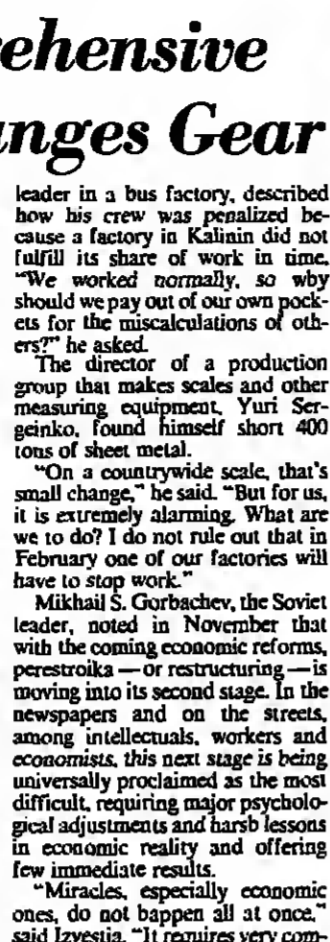 ehensive
anges Gear
leader in a bus factory, described
how his crew was penalized be-
cause a factory in Kalinin did not
fulfill its share of work in time.
"We worked normally, so why
should we pay out of our own pock-
ets for the miscalculations of oth-
ers?" he asked.
The director of a production
group that makes scales and other
measuring equipment, Yuri Ser-
geinko, found himself short 400
tons of sheet metal.
"On a countrywide scale, that's
small change," he said. "But for us,
it is extremely alarming. What are
we to do? I do not rule out that in
February one of our factories will
have to stop work."
Mikhail S. Gorbachev, the Soviet
leader, noted in November that
with the coming economic reforms,
perestroika — or restructuring — is
moving into its second stage. In the
newspapers and on the streets,
among intellectuals, workers and
economists, this next stage is being
universally proclaimed as the most
difficult, requiring major psycholo-
gical adjustments and harsh lessons
in economic reality and offering
few immediate results.
"Miracles, especially economic
ones, do not happen all at once,"
said Izvestia. "It requires very com-